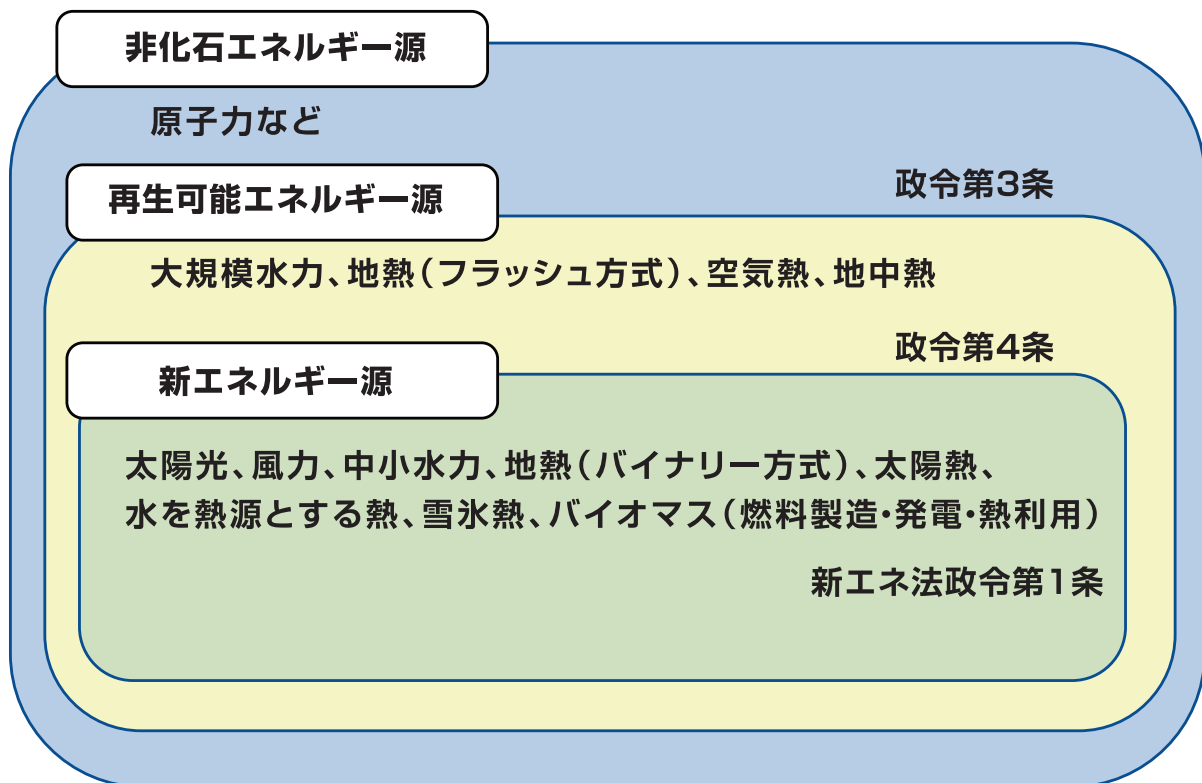 非化石エネルギー源
原子力など
政令第3条
再生可能エネルギー源
大規模水力、地熱(フラッシュ方式)、空気熱、地中熱
政令第4条
新エネルギー源
太陽光、風力、中小水力、地熱(バイナリー方式)、太陽熱、
水を熱源とする熱、雪氷熱、バイオマス(燃料製造・発電・熱利用)
新エネ法政令第1条